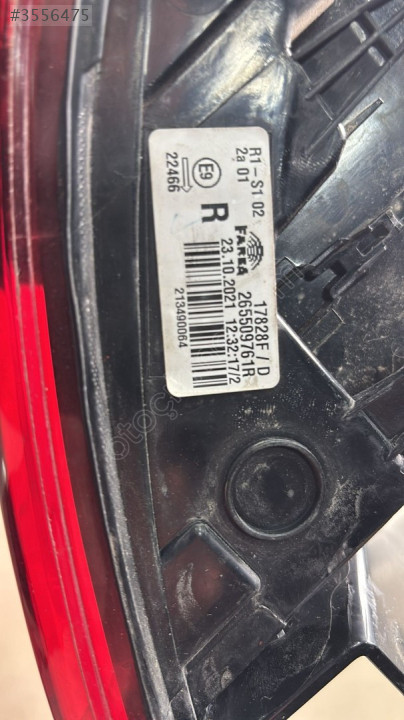 #3556475
R1-S1 02
2a 01
E9
22466
R
FARBA
17828F / D
265509761R
23.10.2021 12:32:17/2
213490064